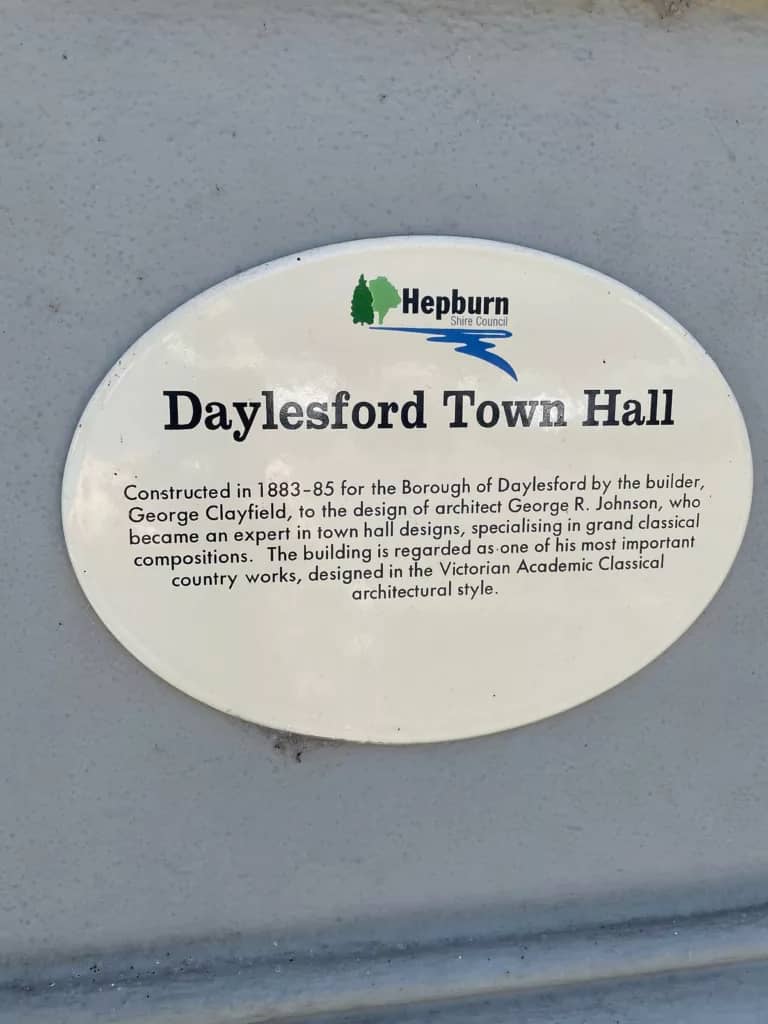 Hepburn
Shire Council
Daylesford Town Hall
Constructed in 1883-85 for the Borough of Daylesford by the builder,
George Clayfield, to the design of architect George R. Johnson, who
became an expert in town hall designs, specialising in grand classical
compositions. The building is regarded as one of his most important
country works, designed in the Victorian Academic Classical
architectural style.